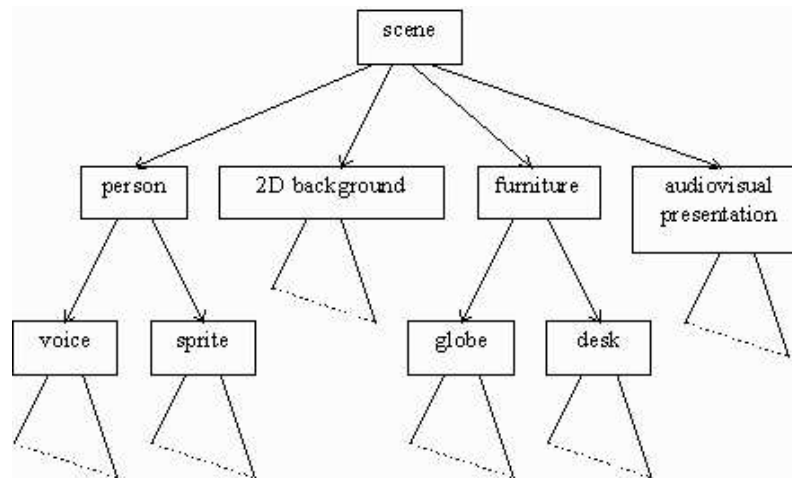 scene
person
2D background
furniture
audiovisual
presentation
voice
sprite
globe
desk